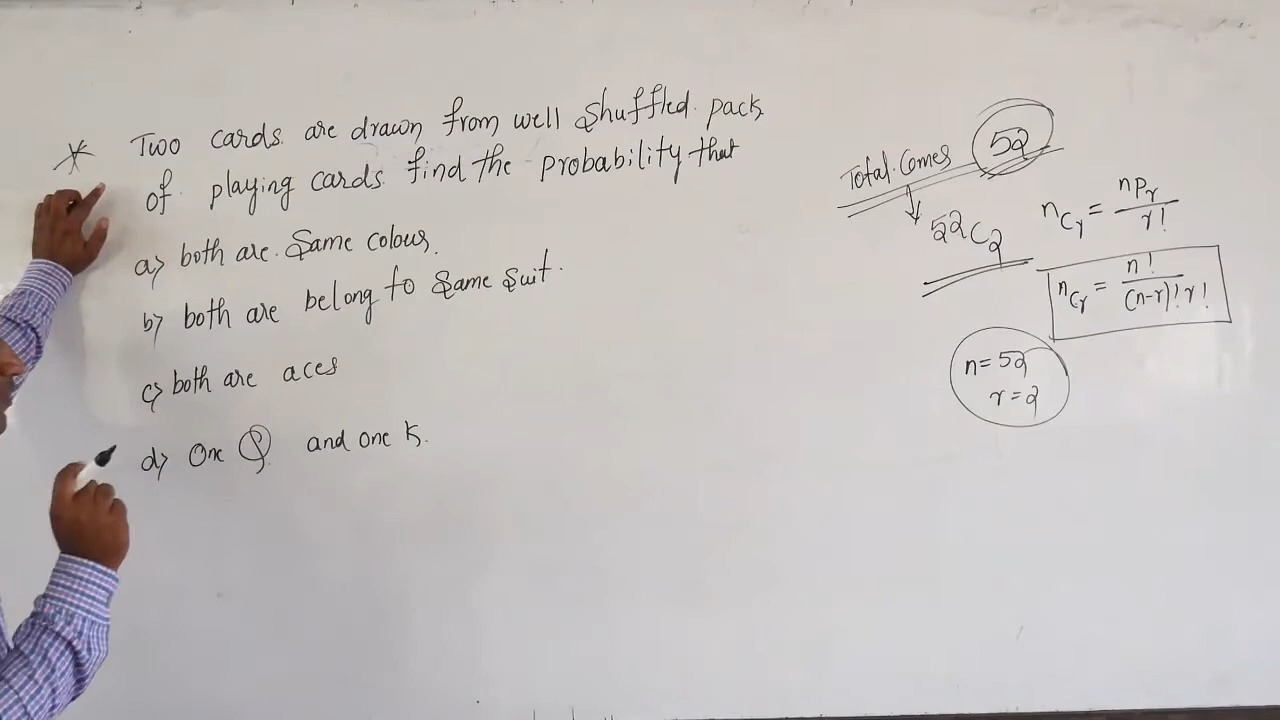 * Two cards are drawn from well shuffled pack
of playing cards find the probability that
a) both are same colour.
b) both are belong to same suit.
c) both are aces
d) One Q and one K.
Total Comes 52
52C2
nCr = nPr / r!
nCr = n! / (n-r)! r!
n=52
r=2